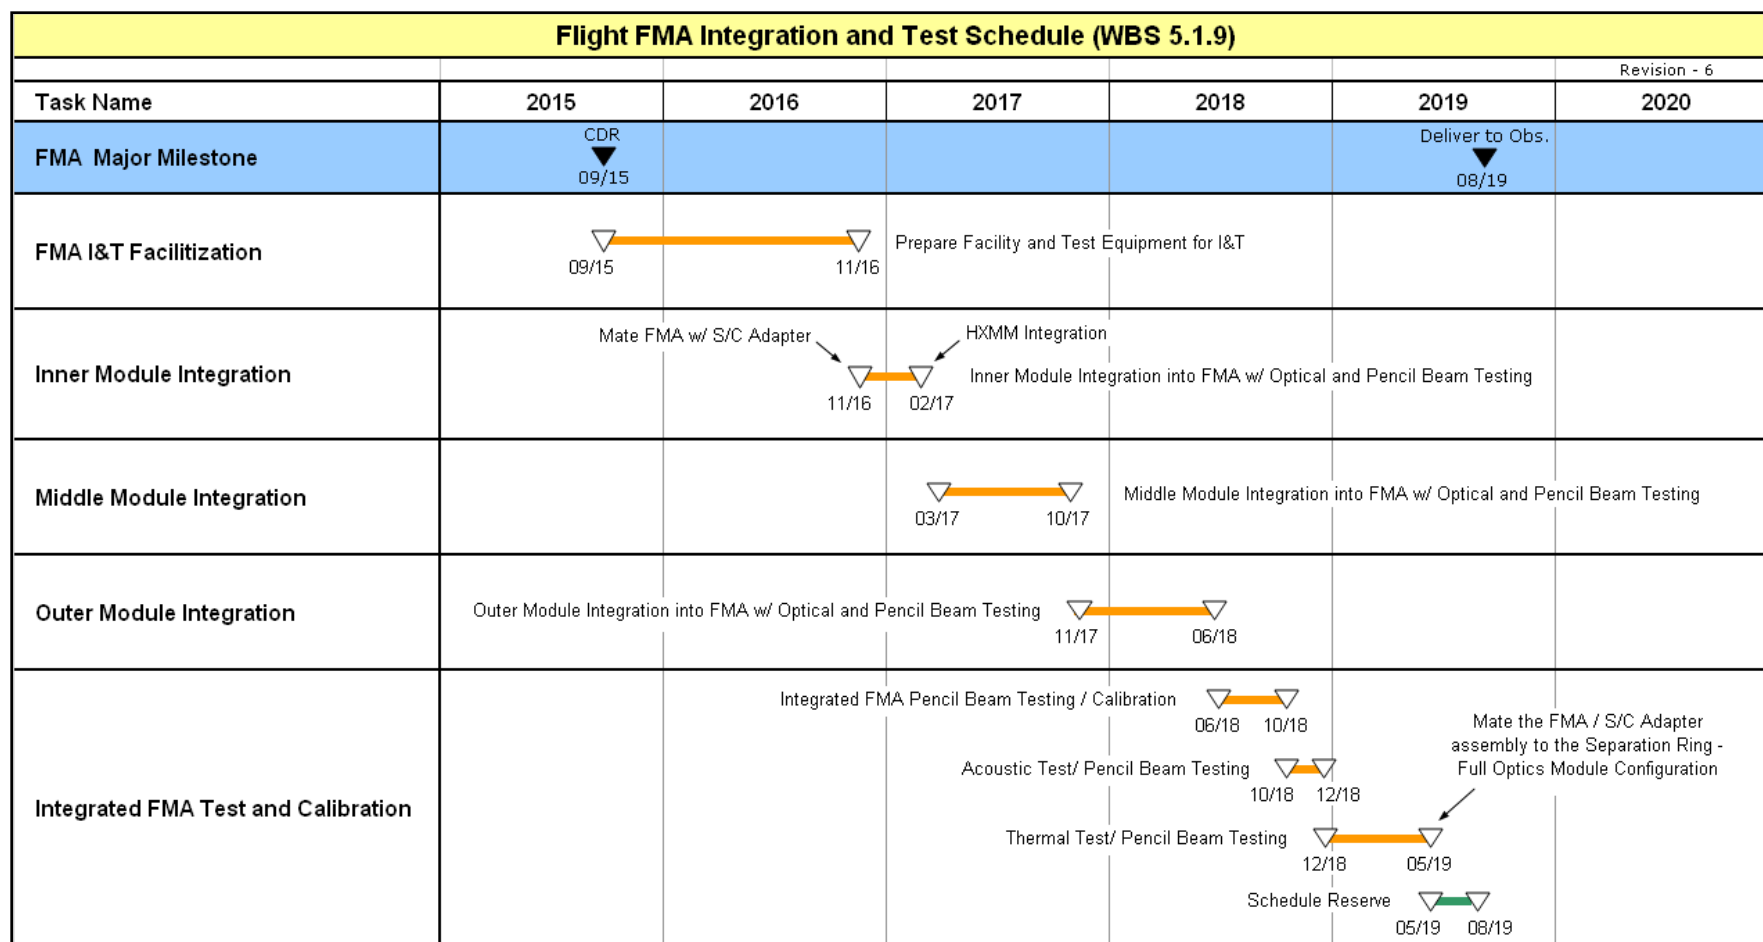 Flight FMA Integration and Test Schedule (WBS 5.1.9)
Revision - 6
Task Name 2015 2016 2017 2018 2019 2020
FMA  Major Milestone
CDR
09/15
Deliver to Obs.
08/19
FMA I&T Facilitization
09/15
11/16
Prepare Facility and Test Equipment for I&T
Inner Module Integration
Mate FMA w/ S/C Adapter
HXMM Integration
11/16
02/17
Inner Module Integration into FMA w/ Optical and Pencil Beam Testing
Middle Module Integration
03/17
10/17
Middle Module Integration into FMA w/ Optical and Pencil Beam Testing
Outer Module Integration
Outer Module Integration into FMA w/ Optical and Pencil Beam Testing
11/17
06/18
Integrated FMA Test and Calibration
Integrated FMA Pencil Beam Testing / Calibration
06/18
10/18
Acoustic Test/ Pencil Beam Testing
10/18
12/18
Mate the FMA / S/C Adapter
assembly to the Separation Ring -
Full Optics Module Configuration
Thermal Test/ Pencil Beam Testing
12/18
05/19
Schedule Reserve
05/19
08/19